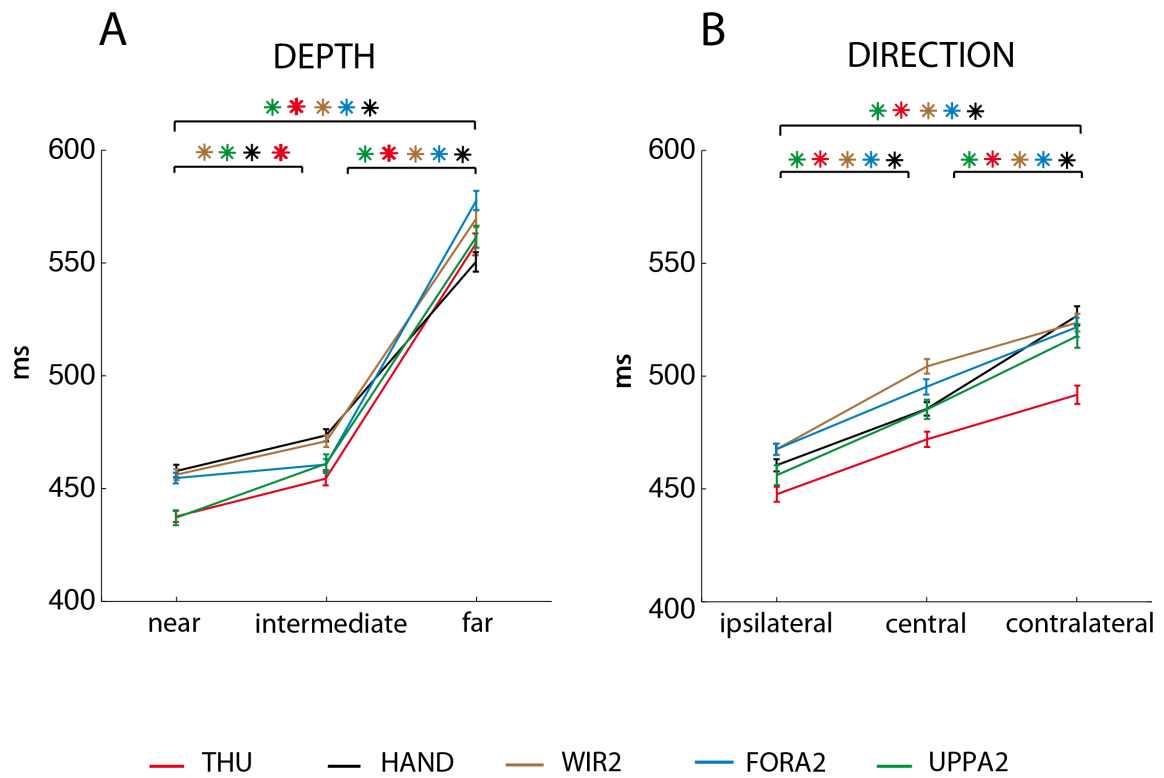 A
DEPTH
600
550
500
450
400
ms
near intermediate far
B
DIRECTION
600
550
500
450
400
ms
ipsilateral central contralateral
THU HAND WIR2 FORA2 UPPA2